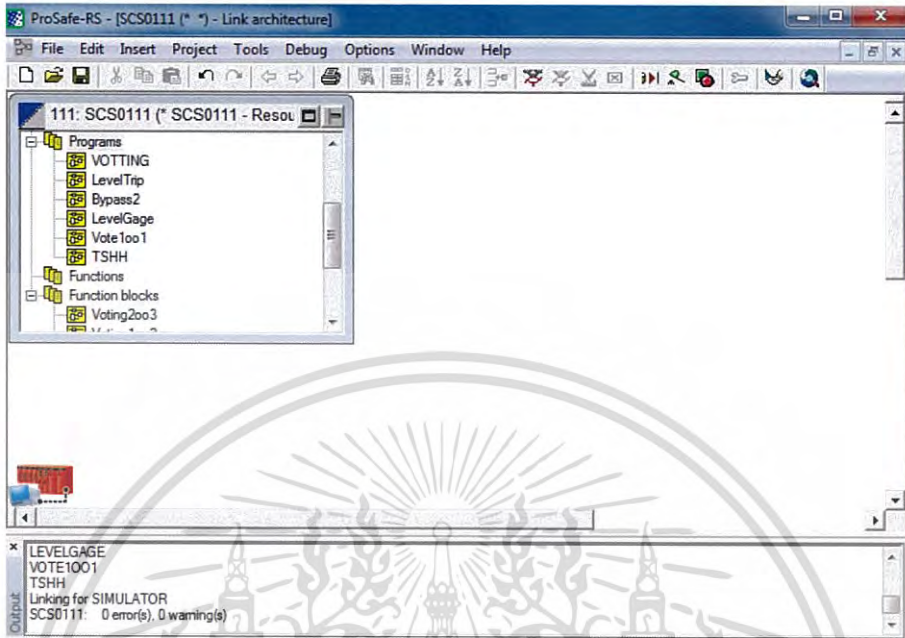 ProSafe-RS - [SCS0111 (* *) - Link architecture]
File Edit Insert Project Tools Debug Options Window Help
111: SCS0111 (* SCS0111 - Resou
Programs
VOTTING
LevelTrip
Bypass2
LevelGage
Vote1oo1
TSHH
Functions
Function blocks
Voting2oo3
LEVELGAGE
VOTE1OO1
TSHH
Linking for SIMULATOR
SCS0111: 0 error(s), 0 warning(s)
Output